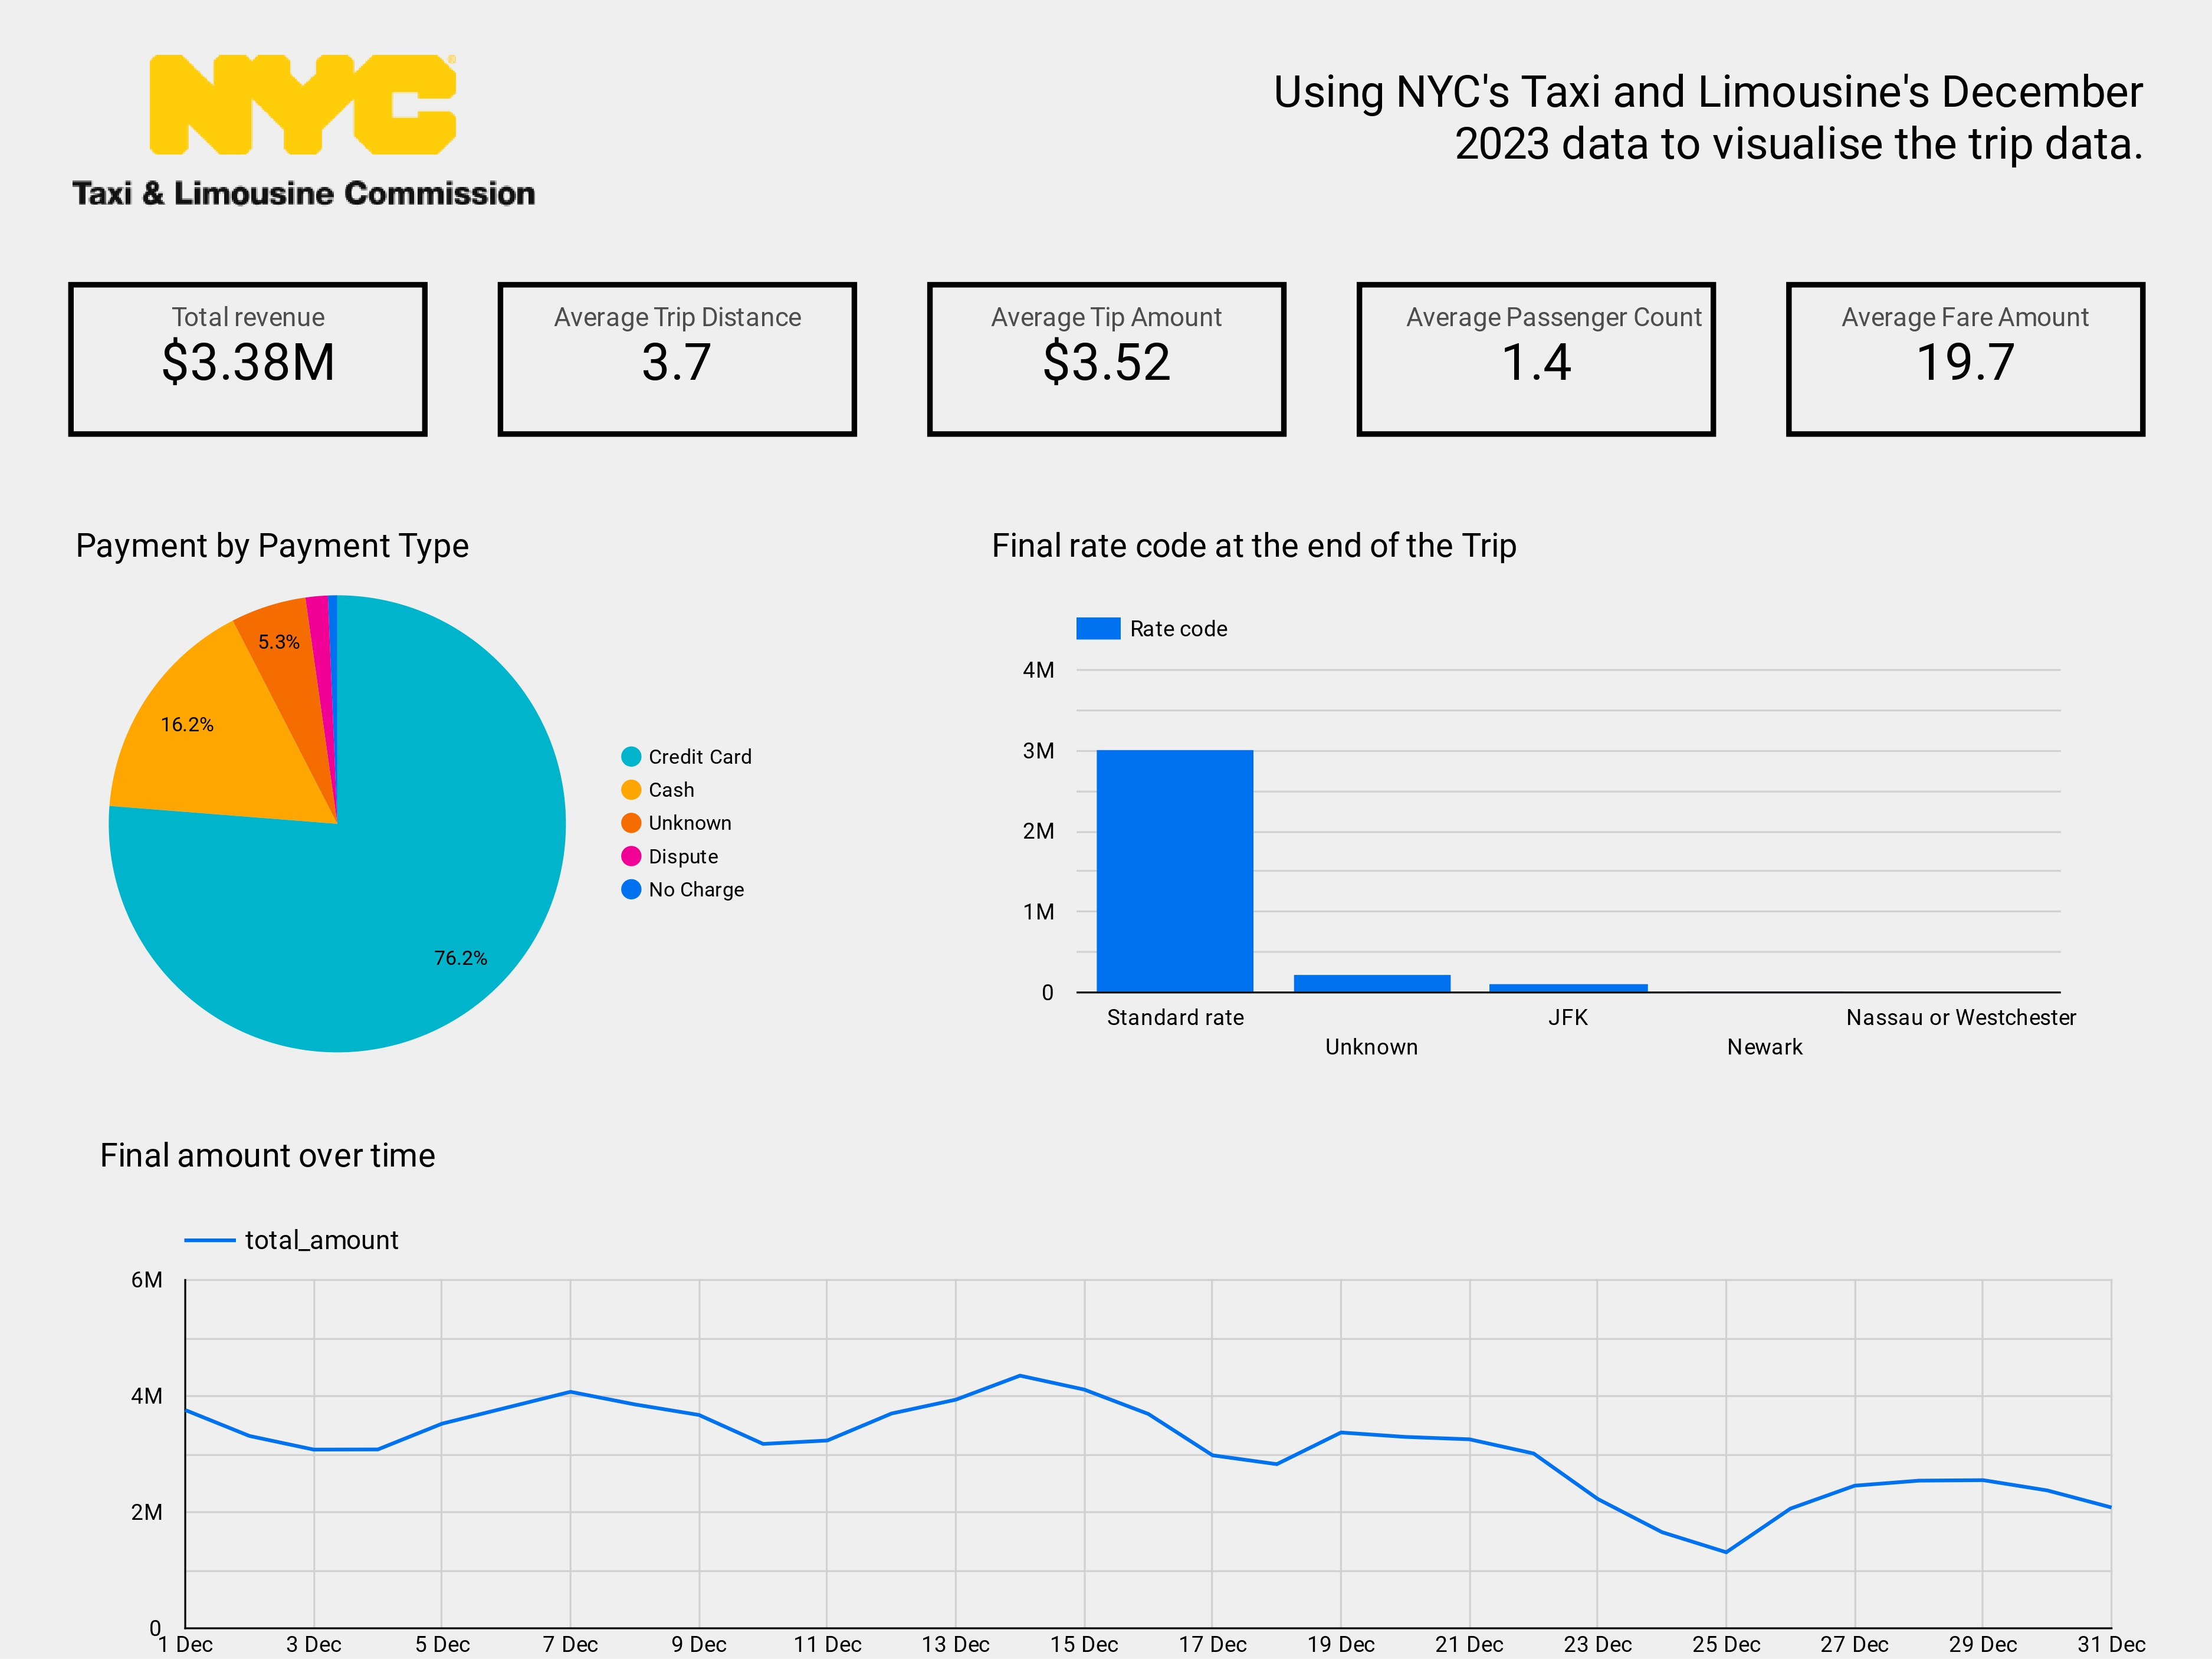 NYC®
Taxi & Limousine Commission
Using NYC's Taxi and Limousine's December
2023 data to visualise the trip data.
Total revenue
$3.38M
Average Trip Distance
3.7
Average Tip Amount
$3.52
Average Passenger Count
1.4
Average Fare Amount
19.7
Payment by Payment Type
5.3%
16.2%
76.2%
Credit Card
Cash
Unknown
Dispute
No Charge
Final rate code at the end of the Trip
Rate code
4M
3M
2M
1M
0
Standard rate
Unknown
JFK
Newark
Nassau or Westchester
Final amount over time
total_amount
6M
4M
2M
0
1 Dec
3 Dec
5 Dec
7 Dec
9 Dec
11 Dec
13 Dec
15 Dec
17 Dec
19 Dec
21 Dec
23 Dec
25 Dec
27 Dec
29 Dec
31 Dec